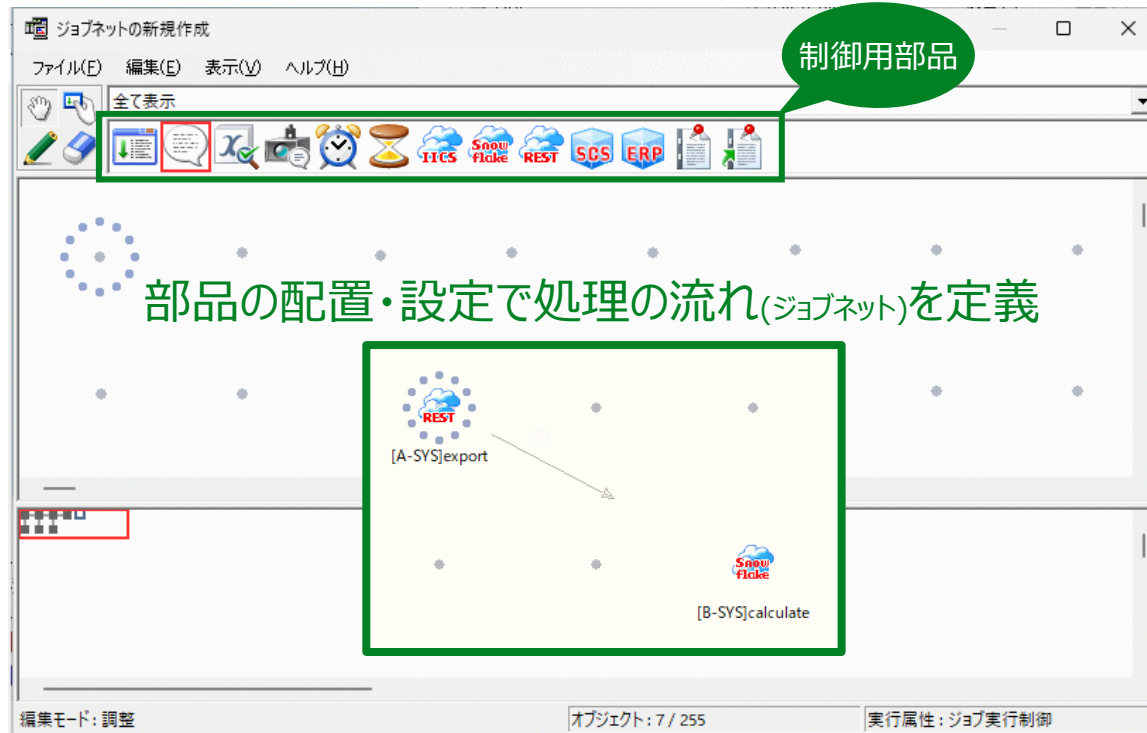 ジョブネットの新規作成
制御用部品
ファイル(F) 編集(E) 表示(V) ヘルプ(H)
全て表示
IICS Snow flake REST SCS ERP
部品の配置・設定で処理の流れ(ジョブネット)を定義
REST
[A-SYS]export
Snow flake
[B-SYS]calculate
編集モード: 調整 オブジェクト: 7 / 255 実行属性: ジョブ実行制御